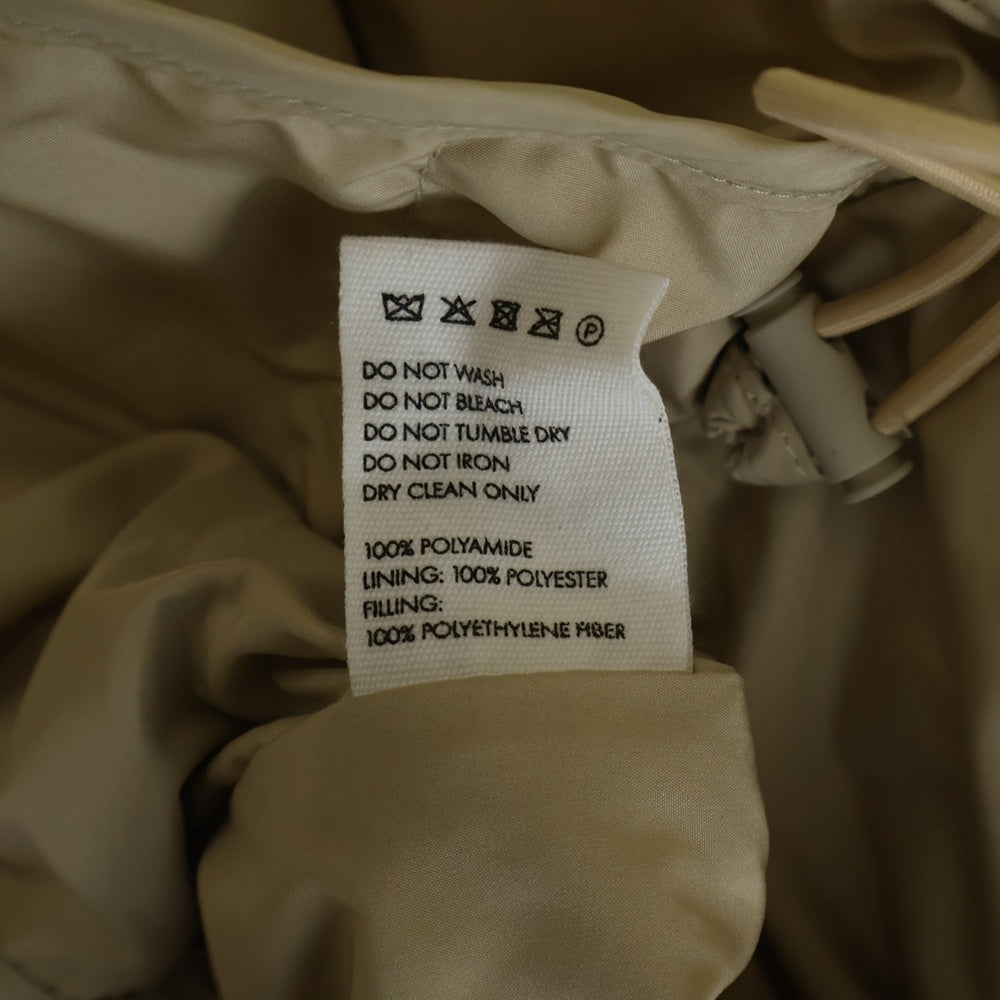 P
DO NOT WASH
DO NOT BLEACH
DO NOT TUMBLE DRY
DO NOT IRON
DRY CLEAN ONLY
100% POLYAMIDE
LINING: 100% POLYESTER
FILLING:
100% POLYETHYLENE FIBER